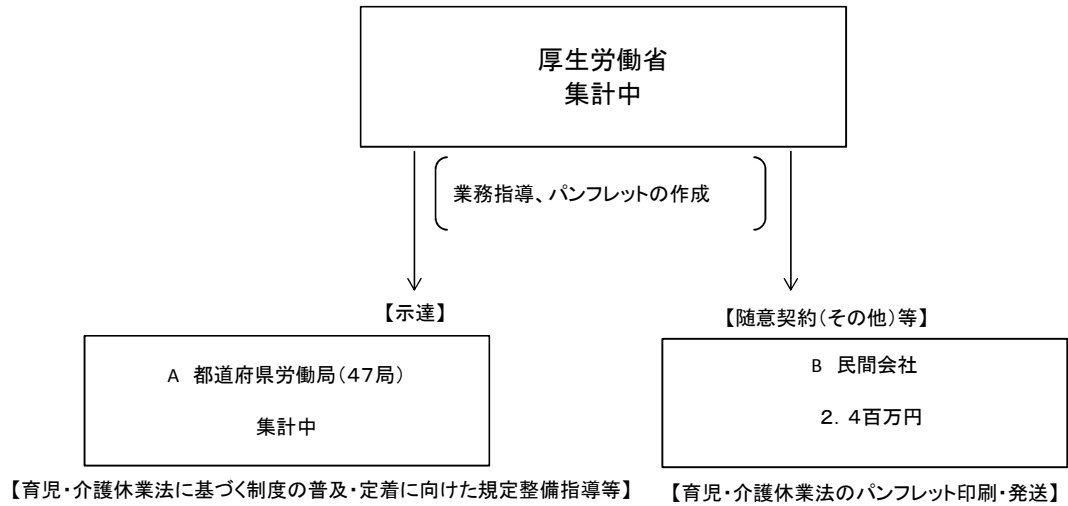 厚生労働省
集計中
業務指導、パンフレットの作成
【示達】
【随意契約(その他)等】
A 都道府県労働局(47局)
集計中
B 民間会社
2.4百万円
【育児・介護休業法に基づく制度の普及・定着に向けた規定整備指導等】
【育児・介護休業法のパンフレット印刷・発送】